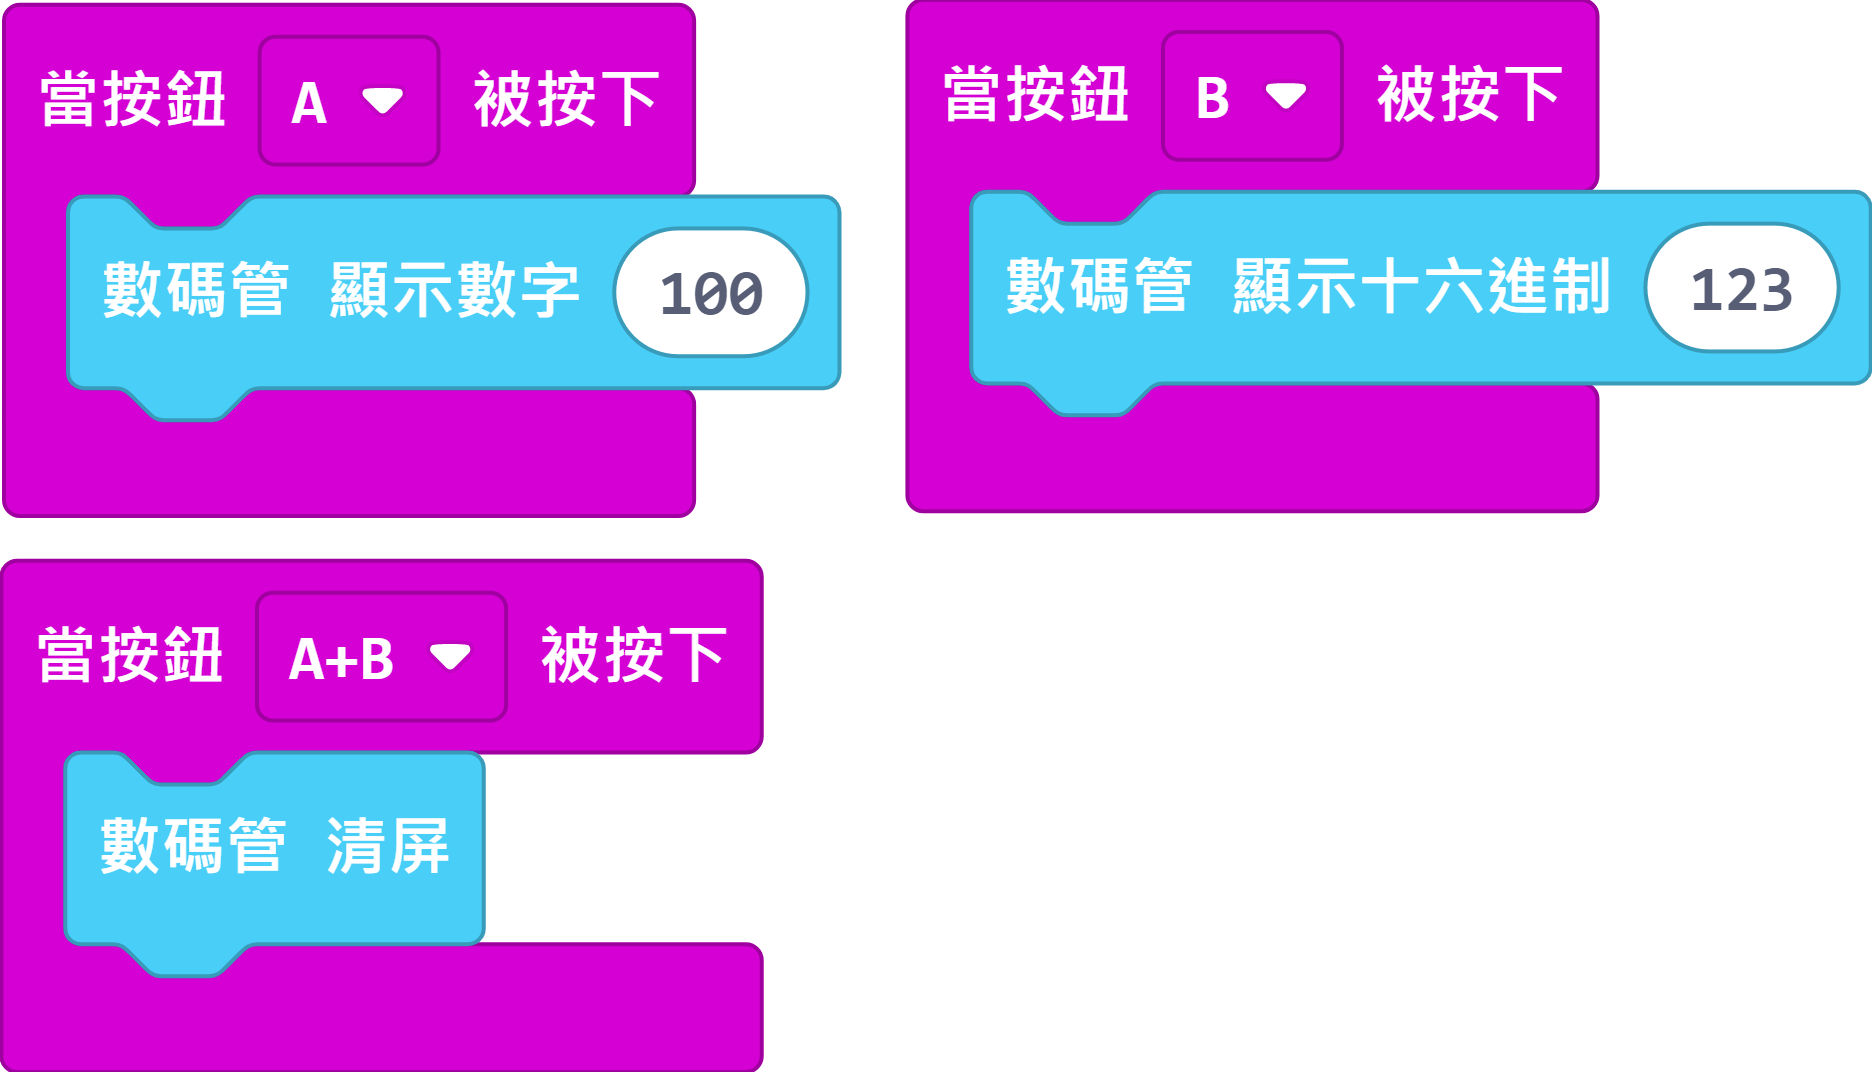 當按鈕 A 被按下
數碼管 顯示數字 100
當按鈕 B 被按下
數碼管 顯示十六進制 123
當按鈕 A+B 被按下
數碼管 清屏